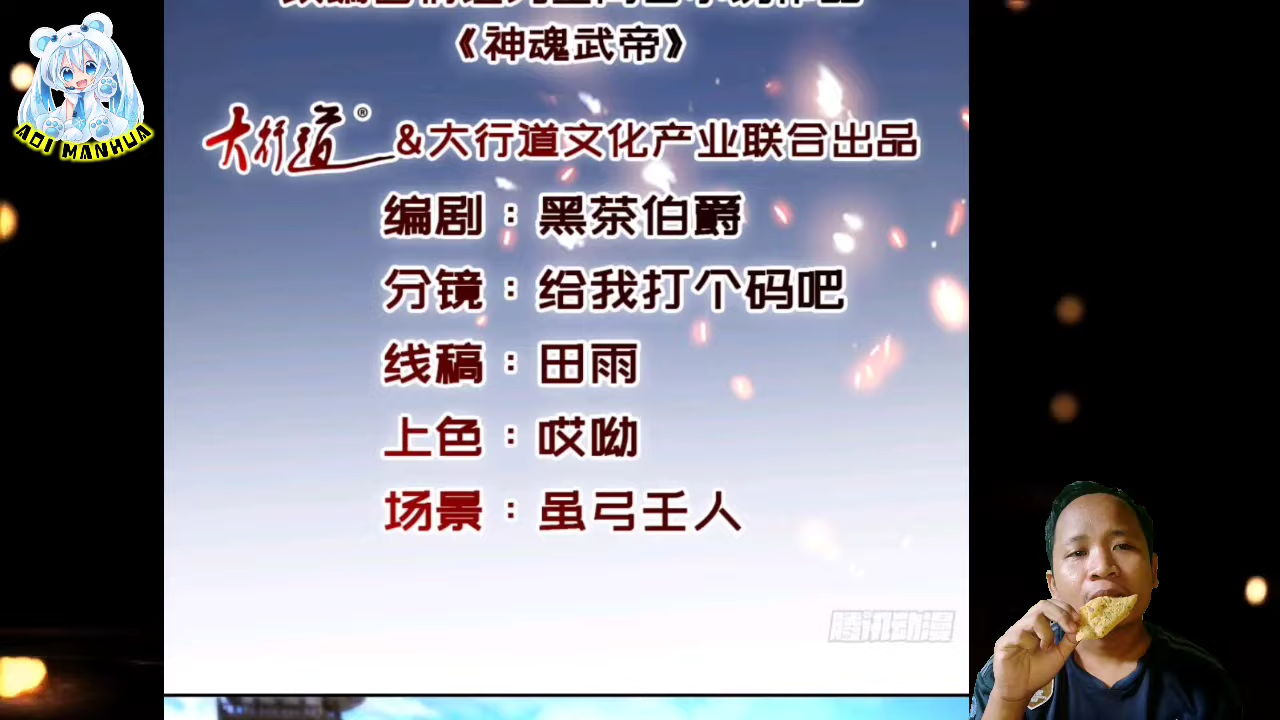 《神魂武帝》
大行道® &大行道文化产业联合出品
编剧：黑茶伯爵
分镜：给我打个码吧
线稿：田雨
上色：哎呦
场景：虽弓壬人
腾讯动漫
AOI MANHUA